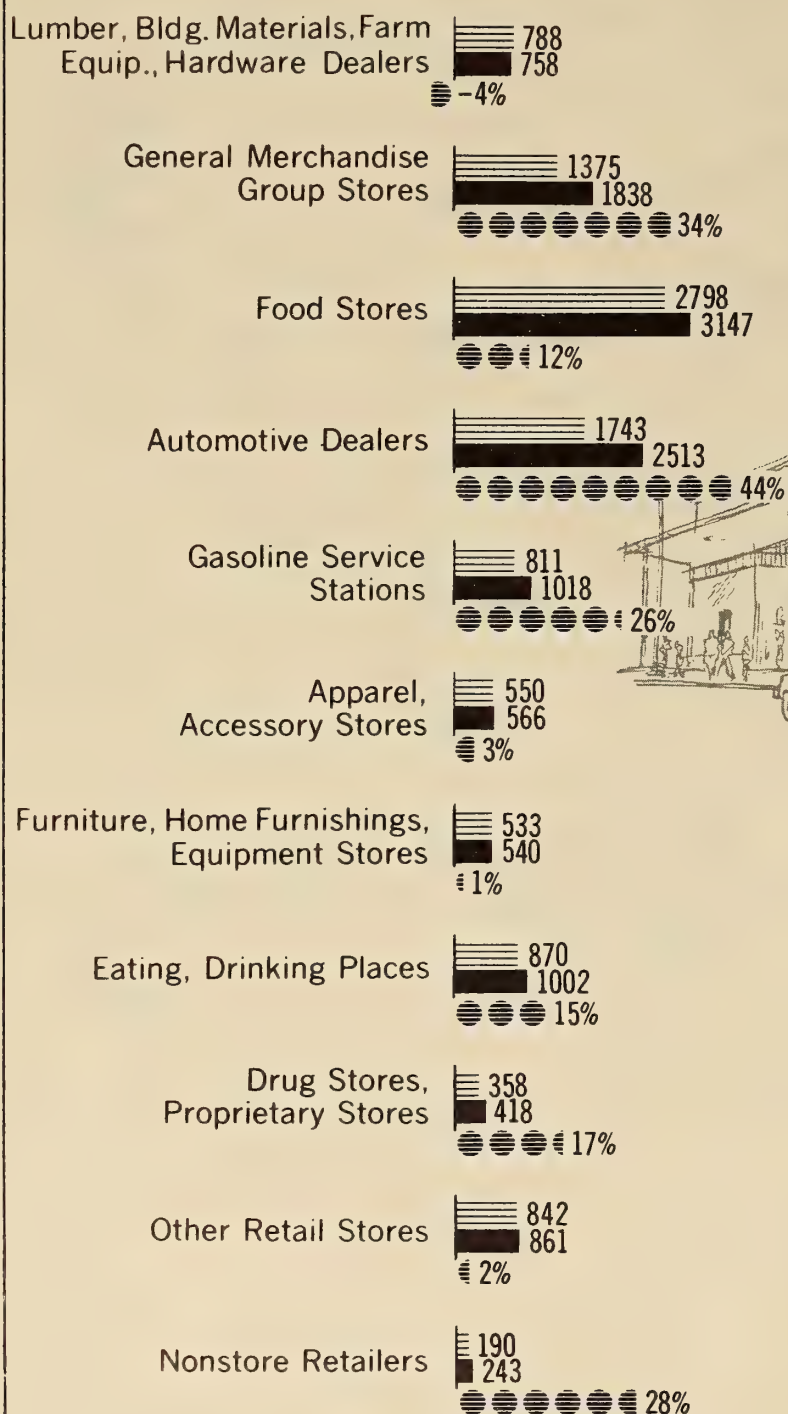 Lumber, Bldg. Materials, Farm
Equip., Hardware Dealers
788
758
-4%
General Merchandise
Group Stores
1375
1838
34%
Food Stores
2798
3147
12%
Automotive Dealers
1743
2513
44%
Gasoline Service
Stations
811
1018
26%
Apparel,
Accessory Stores
550
566
3%
Furniture, Home Furnishings,
Equipment Stores
533
540
1%
Eating, Drinking Places
870
1002
15%
Drug Stores,
Proprietary Stores
358
418
17%
Other Retail Stores
842
861
2%
Nonstore Retailers
190
243
28%